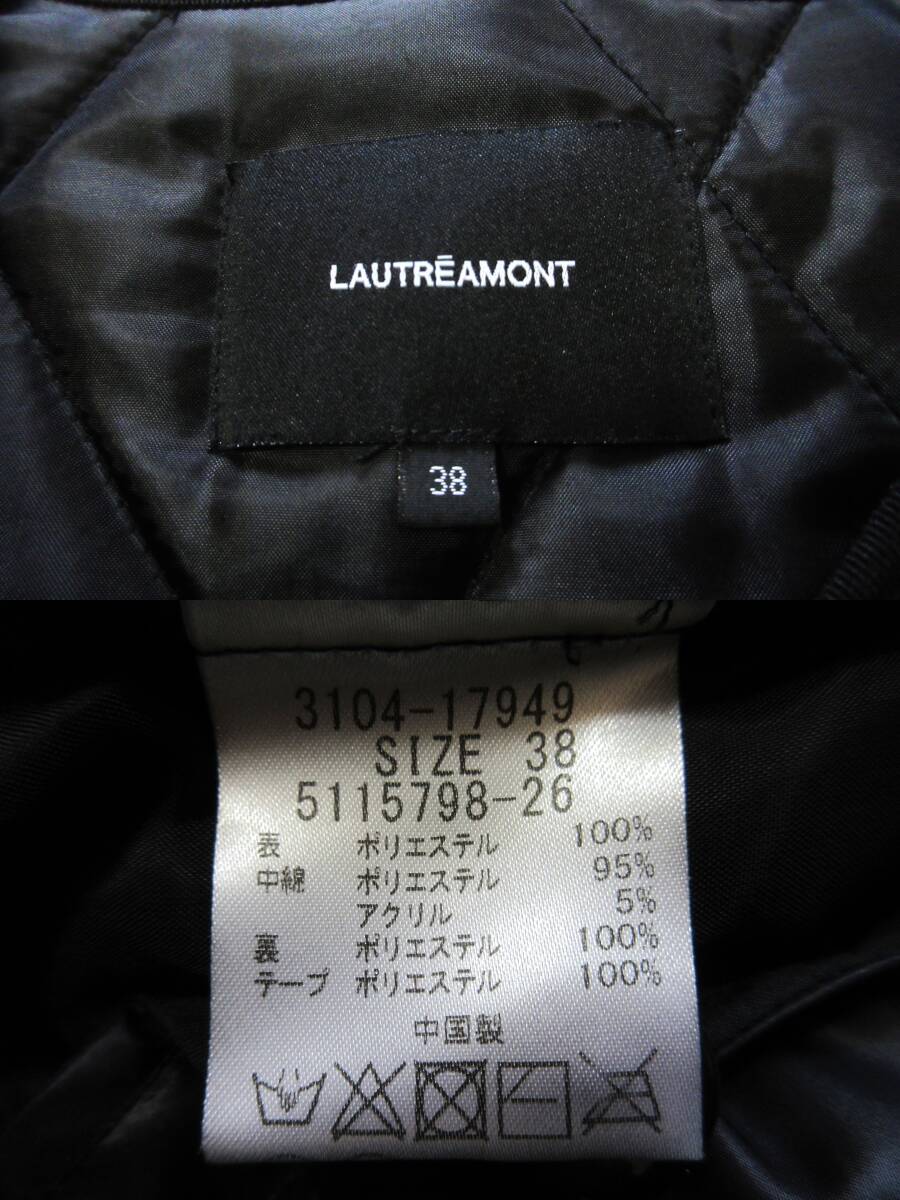 LAUTRĒAMONT
38
3104-17949
SIZE 38
5115798-26
表 ポリエステル 100%
中綿 ポリエステル 95%
アクリル 5%
裏 ポリエステル 100%
テープ ポリエステル 100%
中国製